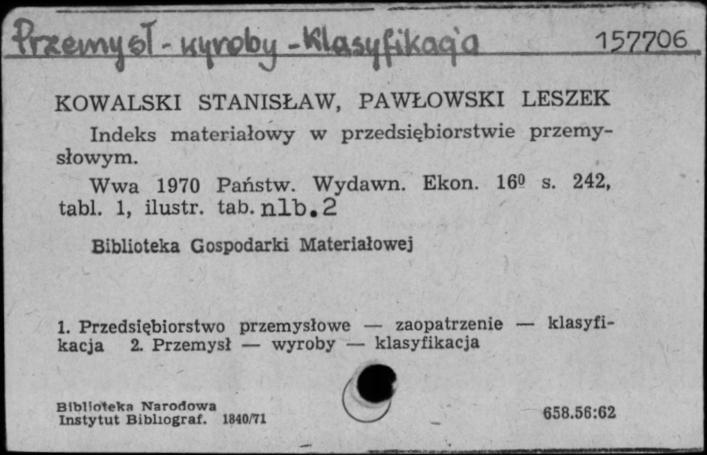 Przemysł - wyroby - Klasyfikacja 157706
KOWALSKI STANISŁAW, PAWŁOWSKI LESZEK
Indeks materiałowy w przedsiębiorstwie przemy-
słowym.
Wwa 1970 Państw. Wydawn. Ekon. 16º s. 242,
tabl. 1, ilustr. tab. nlb. 2
Biblioteka Gospodarki Materiałowej
1. Przedsiębiorstwo przemysłowe — zaopatrzenie — klasyfi-
kacja 2. Przemysł — wyroby — klasyfikacja
Biblioteka Narodowa
Instytut Bibliograf. 1840/71
658.56:62